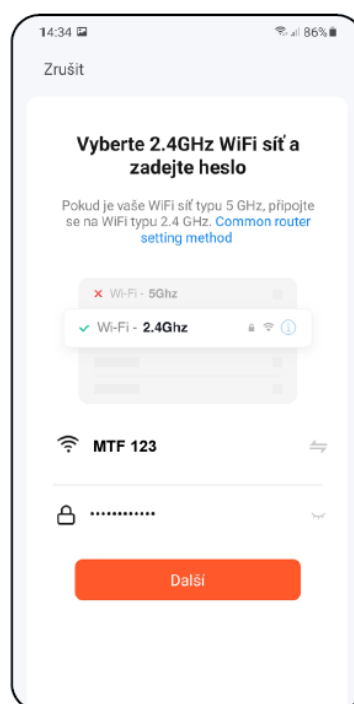 14:34 86%
Zrušit
Vyberte 2.4GHz WiFi síť a
zadejte heslo
Pokud je vaše WiFi síť typu 5 GHz, připojte
se na WiFi typu 2.4 GHz. Common router
setting method
Wi-Fi - 5Ghz
Wi-Fi - 2.4Ghz
MTF 123
••••••••••••
Další